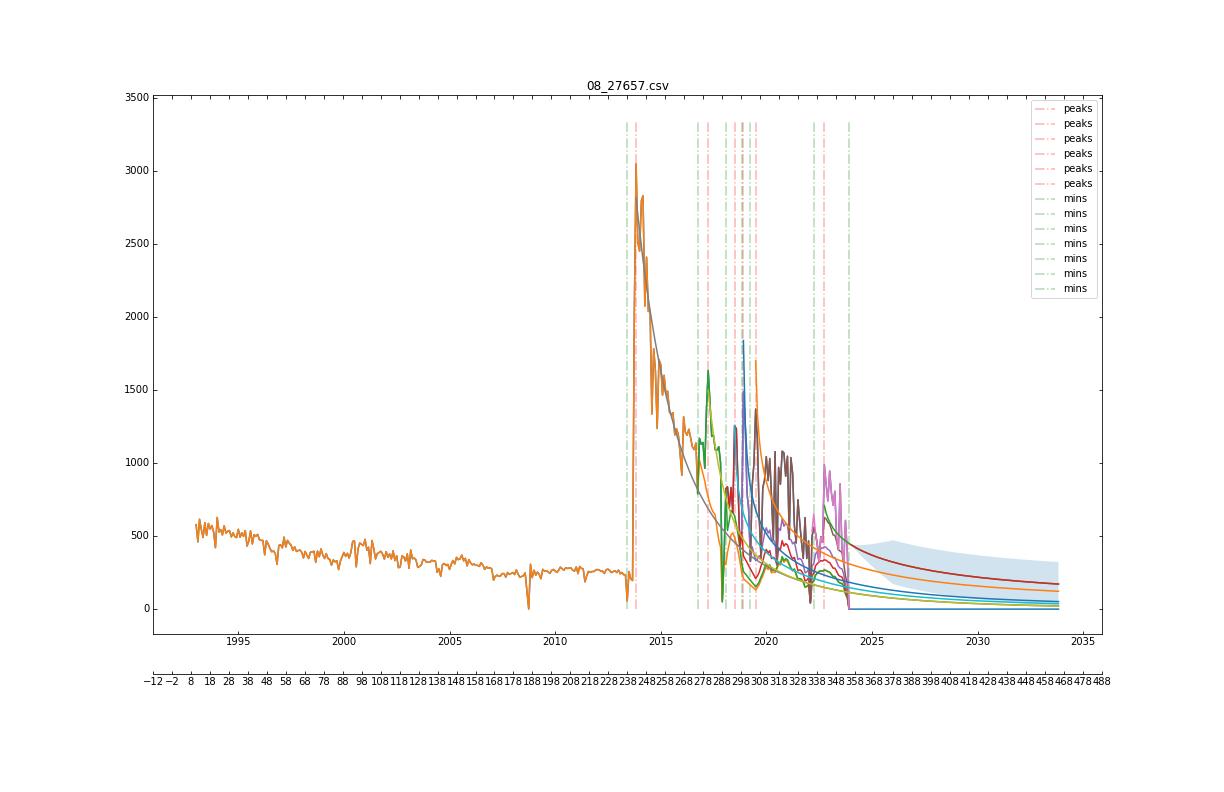 08_27657.csv
3500
3000
2500
2000
1500
1000
500
0
peaks
peaks
peaks
peaks
peaks
peaks
mins
mins
mins
mins
mins
mins
mins
1995 2000 2005 2010 2015 2020 2025 2030 2035
−12 −2 8 18 28 38 48 58 68 78 88 98 108 118 128 138 148 158 168 178 188 198 208 218 228 238 248 258 268 278 288 298 308 318 328 338 348 358 368 378 388 398 408 418 428 438 448 458 468 478 488